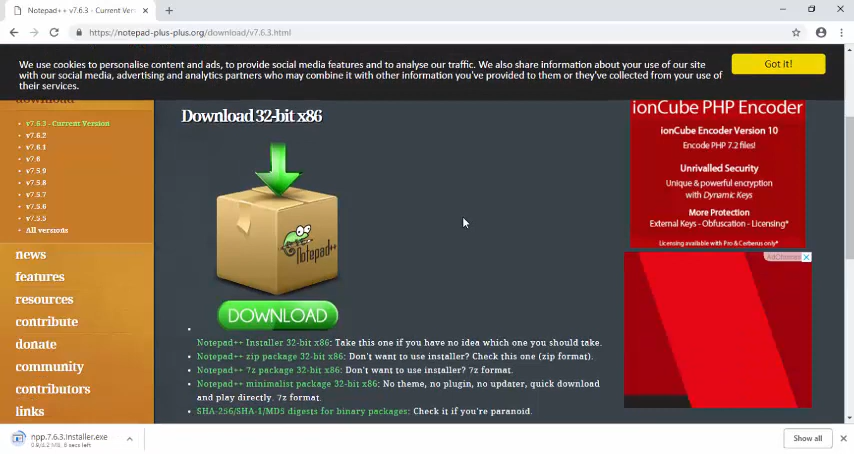 Notepad++ v7.6.3 - Current Ver
https://notepad-plus-plus.org/download/v7.6.3.html
We use cookies to personalise content and ads, to provide social media features and to analyse our traffic. We also share information about your use of our site
with our social media, advertising and analytics partners who may combine it with other information you've provided to them or they've collected from your use of
their services.
Got it!
download
v7.6.3 - Current Version
v7.6.2
v7.6.1
v7.6
v7.5.9
v7.5.8
v7.5.7
v7.5.6
v7.5.5
All versions
news
features
resources
contribute
donate
community
contributors
links
Download 32-bit x86
Notepad++
DOWNLOAD
Notepad++ Installer 32-bit x86: Take this one if you have no idea which one you should take.
Notepad++ zip package 32-bit x86: Don't want to use installer? Check this one (zip format).
Notepad++ 7z package 32-bit x86: Don't want to use installer? 7z format.
Notepad++ minimalist package 32-bit x86: No theme, no plugin, no updater, quick download
and play directly. 7z format.
SHA-256/SHA-1/MD5 digests for binary packages: Check it if you're paranoid.
ionCube PHP Encoder
ionCube Encoder Version 10
Encode PHP 7.2 files!
Unrivalled Security
Unique & powerful encryption
with Dynamic Keys
More Protection
External Keys - Obfuscation - Licensing*
*Licensing available with Pro & Cerberus only*
AdChoices
npp.7.6.3.Installer.exe
0.9/4.2 MB, 6 secs left
Show all